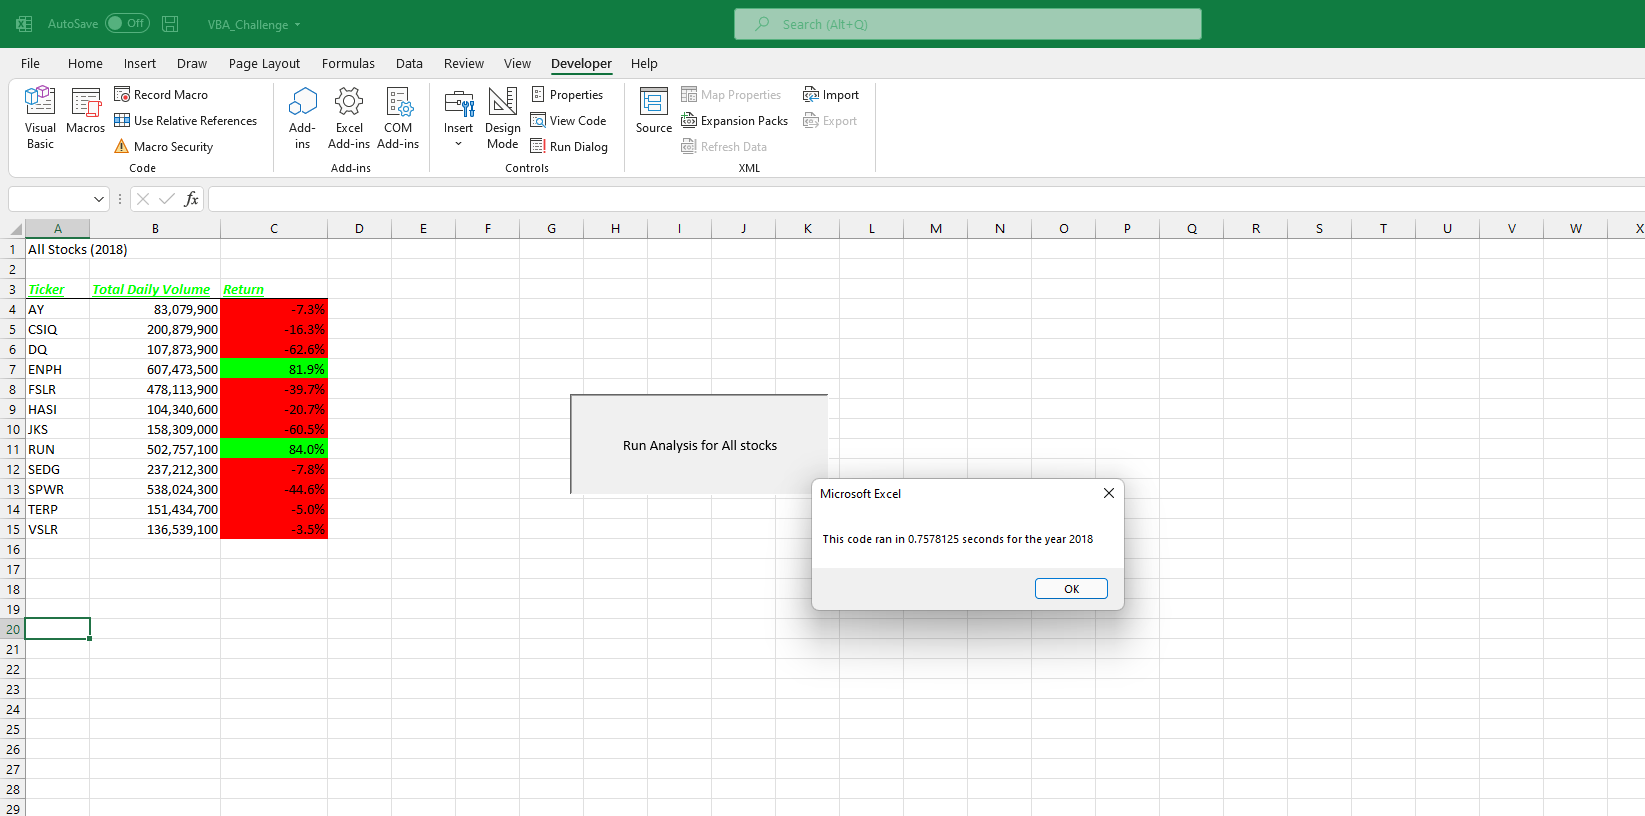 AutoSave Off VBA_Challenge Search (Alt+Q)
File Home Insert Draw Page Layout Formulas Data Review View Developer Help
Visual Basic
Macros
Record Macro
Use Relative References
Macro Security
Code
Add-ins
Excel Add-ins
COM Add-ins
Add-ins
Insert
Design Mode
Properties
View Code
Run Dialog
Controls
Source
Map Properties
Expansion Packs
Refresh Data
Import
Export
XML
fx
A B C D E F G H I J K L M N O P Q R S T U V W X
1 All Stocks (2018)
2
3 Ticker Total Daily Volume Return
4 AY 83,079,900 -7.3%
5 CSIQ 200,879,900 -16.3%
6 DQ 107,873,900 -62.6%
7 ENPH 607,473,500 81.9%
8 FSLR 478,113,900 -39.7%
9 HASI 104,340,600 -20.7%
10 JKS 158,309,000 -60.5%
11 RUN 502,757,100 84.0%
12 SEDG 237,212,300 -7.8%
13 SPWR 538,024,300 -44.6%
14 TERP 151,434,700 -5.0%
15 VSLR 136,539,100 -3.5%
16
17
18
19
20
21
22
23
24
25
26
27
28
29
Run Analysis for All stocks
Microsoft Excel
This code ran in 0.7578125 seconds for the year 2018
OK